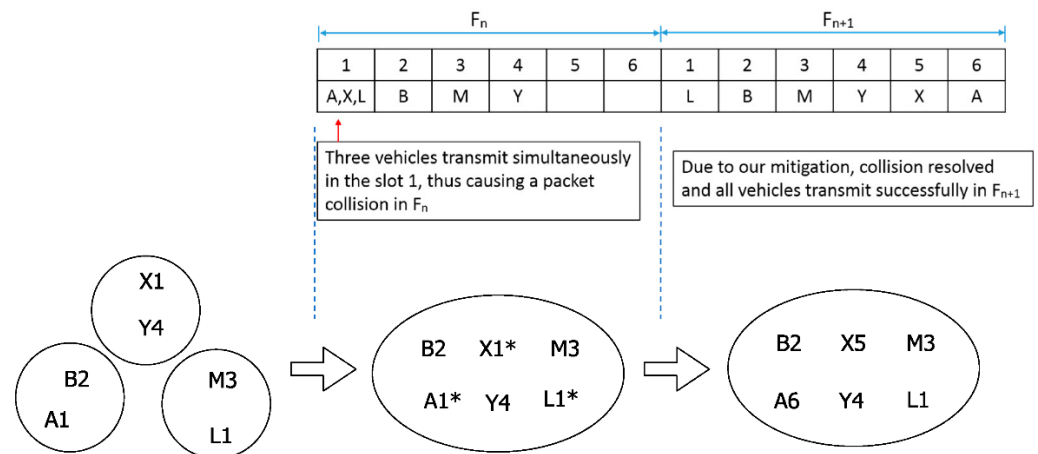 Fn Fn+1
1 2 3 4 5 6 1 2 3 4 5 6
A,X,L B M Y L B M Y X A
Three vehicles transmit simultaneously
in the slot 1, thus causing a packet
collision in Fn
Due to our mitigation, collision resolved
and all vehicles transmit successfully in Fn+1
X1
Y4
B2
A1
M3
L1
B2 X1* M3
A1* Y4 L1*
B2 X5 M3
A6 Y4 L1